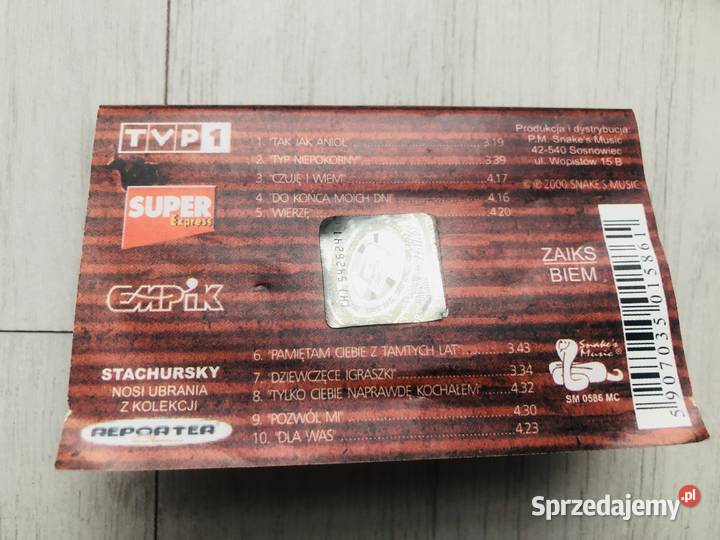 TVP1
SUPER
Express
EMPiK
STACHURSKY
NOSI UBRANIA
Z KOLEKCJI
REPORTER
1. "TAK JAK ANIOŁ" 3.19
2. "TYP NIEPOKORNY" 3.39
3. "CZUJĘ I WIEM" 4.17
4. "DO KOŃCA MOICH DNI" 4.16
5. "WIERZĘ" 4.20
6. "PAMIĘTAM CIEBIE Z TAMTYCH LAT" 3.43
7. "DZIEWCZĘCE IGRASZKI" 3.34
8. "TYLKO CIEBIE NAPRAWDĘ KOCHAŁEM" 4.32
9. "POZWÓL MI" 4.30
10. "DLA WAS" 4.23
Produkcja i dystrybucja:
P.M. Snake's Music
42-540 Sosnowiec
ul. Wopistów 15 B
© ℗ 2000 SNAKE'S MUSIC
ZAIKS
BIEM
Snake's
Music®
SM 0586 MC
5907035015861
Sprzedajemy.pl